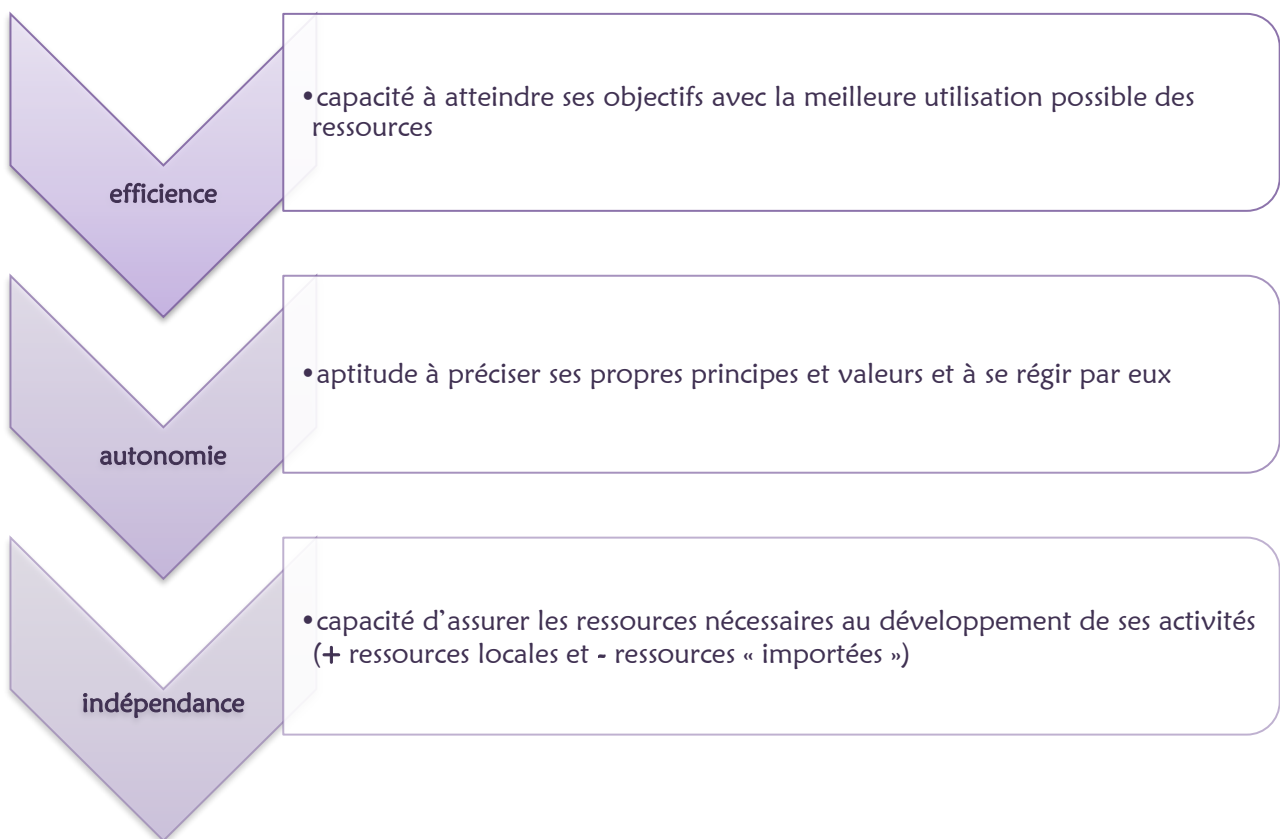 •capacité à atteindre ses objectifs avec la meilleure utilisation possible des
ressources
efficience
•aptitude à préciser ses propres principes et valeurs et à se régir par eux
autonomie
•capacité d’assurer les ressources nécessaires au développement de ses activités
(+ ressources locales et - ressources « importées »)
indépendance